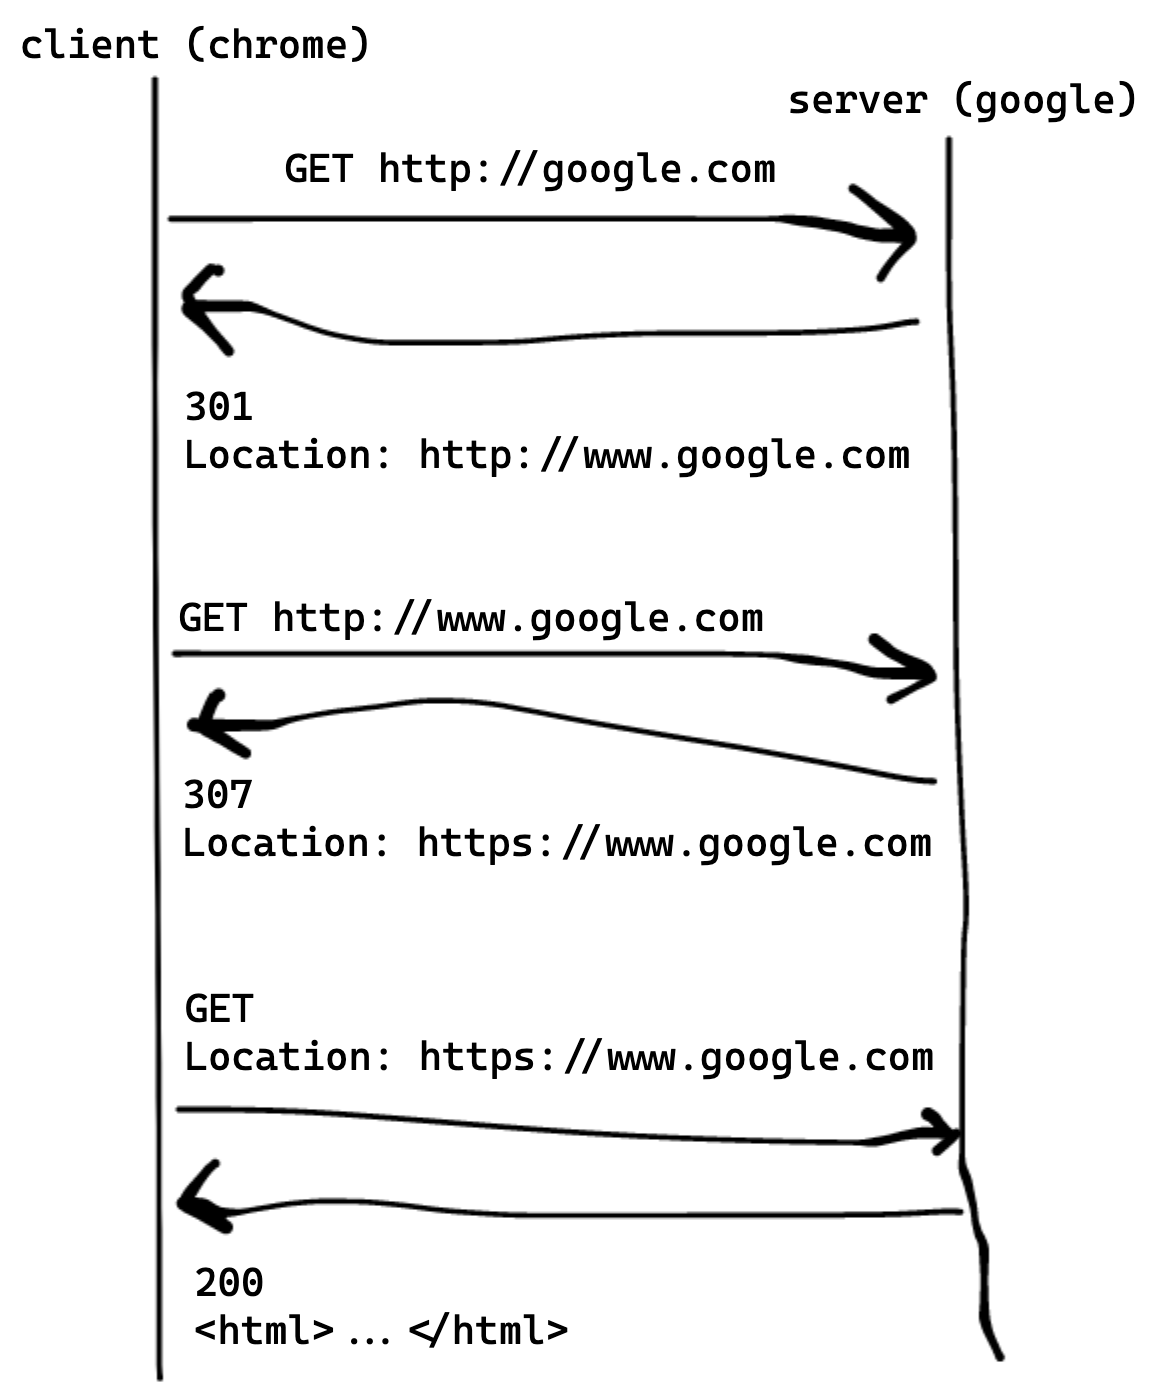 client (chrome)
server (google)
GET http://google.com
301
Location: http://www.google.com
GET http://www.google.com
307
Location: https://www.google.com
GET
Location: https://www.google.com
200
<html> ... </html>